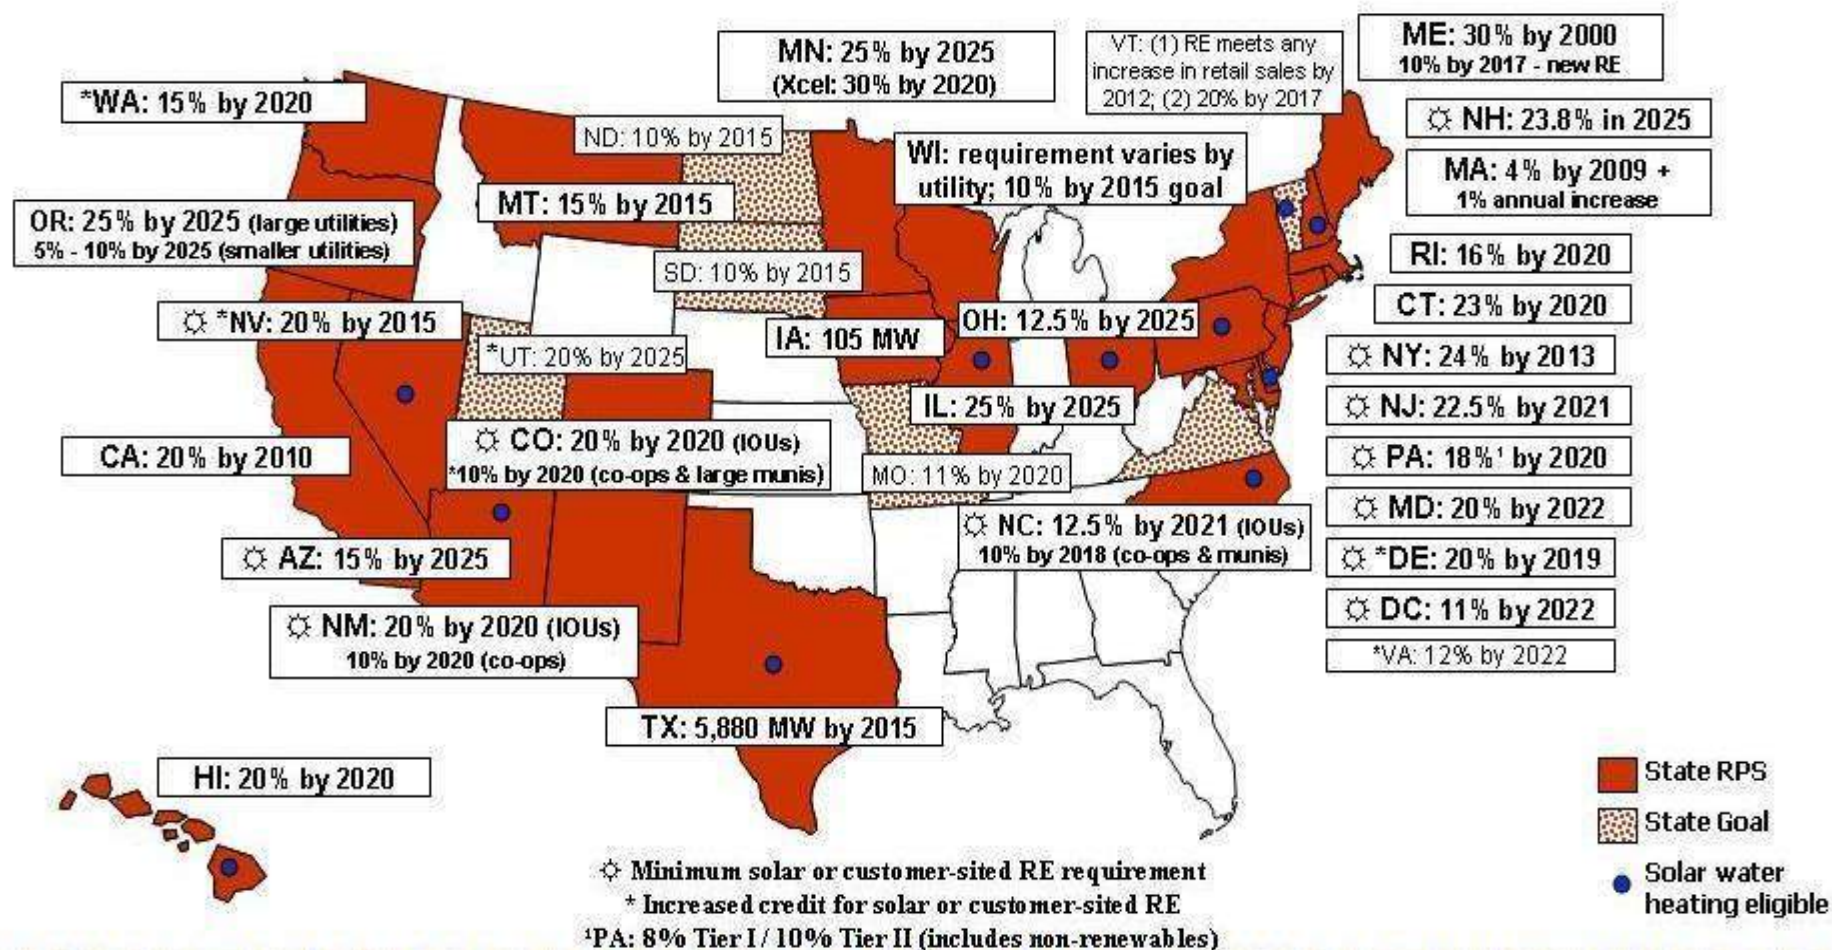 MN: 25% by 2025
(Xcel: 30% by 2020)
VT: (1) RE meets any
increase in retail sales by
2012; (2) 20% by 2017
ME: 30% by 2000
10% by 2017 - new RE
*WA: 15% by 2020
☼ NH: 23.8% in 2025
ND: 10% by 2015
WI: requirement varies by
utility; 10% by 2015 goal
MA: 4% by 2009 +
1% annual increase
MT: 15% by 2015
OR: 25% by 2025 (large utilities)
5% - 10% by 2025 (smaller utilities)
RI: 16% by 2020
SD: 10% by 2015
CT: 23% by 2020
☼ *NV: 20% by 2015
OH: 12.5% by 2025
IA: 105 MW
*UT: 20% by 2025
☼ NY: 24% by 2013
IL: 25% by 2025
☼ NJ: 22.5% by 2021
☼ CO: 20% by 2020 (IOUs)
*10% by 2020 (co-ops & large munis)
CA: 20% by 2010
☼ PA: 18%¹ by 2020
MO: 11% by 2020
☼ MD: 20% by 2022
☼ NC: 12.5% by 2021 (IOUs)
10% by 2018 (co-ops & munis)
☼ AZ: 15% by 2025
☼ *DE: 20% by 2019
☼ DC: 11% by 2022
☼ NM: 20% by 2020 (IOUs)
10% by 2020 (co-ops)
*VA: 12% by 2022
TX: 5,880 MW by 2015
HI: 20% by 2020
State RPS
State Goal
Solar water
heating eligible
☼ Minimum solar or customer-sited RE requirement
* Increased credit for solar or customer-sited RE
¹PA: 8% Tier I / 10% Tier II (includes non-renewables)